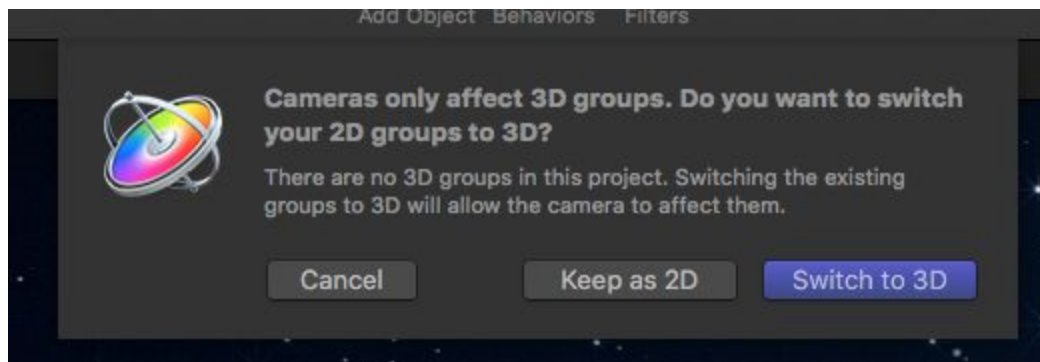 Add Object Behaviors Filters
Cameras only affect 3D groups. Do you want to switch
your 2D groups to 3D?
There are no 3D groups in this project. Switching the existing
groups to 3D will allow the camera to affect them.
Cancel Keep as 2D Switch to 3D